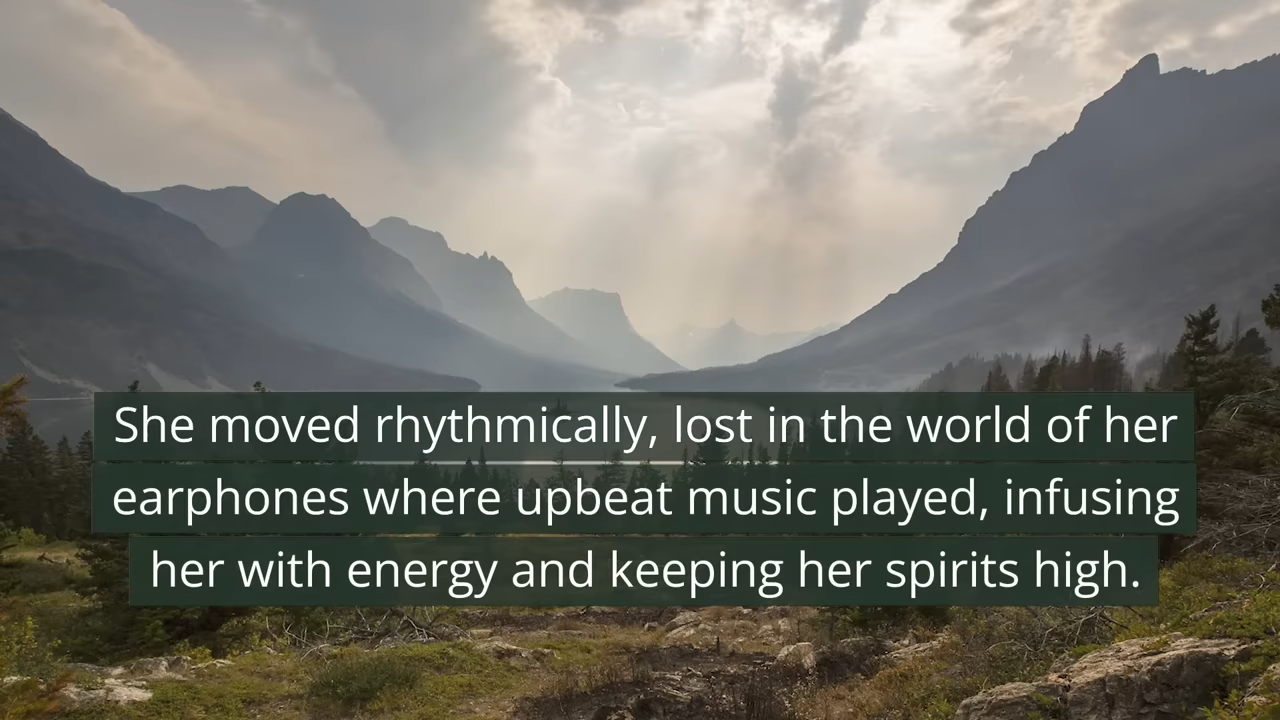 She moved rhythmically, lost in the world of her
earphones where upbeat music played, infusing
her with energy and keeping her spirits high.